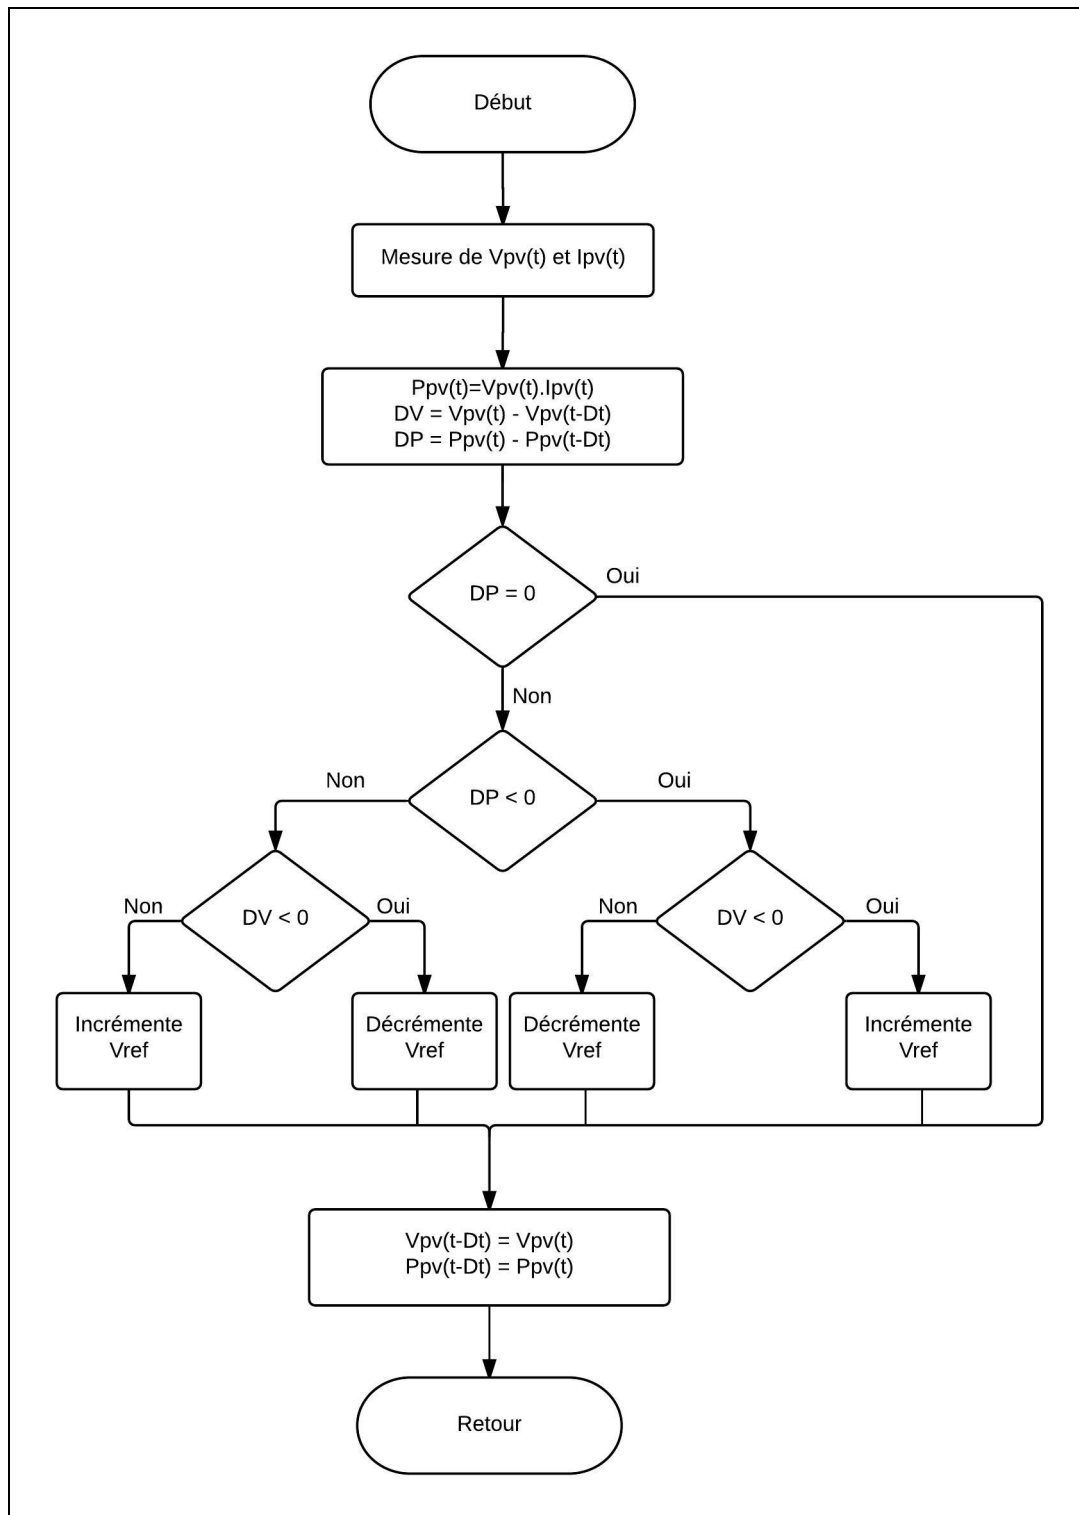 Début
Mesure de Vpv(t) et Ipv(t)
Ppv(t)=Vpv(t).Ipv(t)
DV = Vpv(t) - Vpv(t-Dt)
DP = Ppv(t) - Ppv(t-Dt)
DP = 0
Oui
Non
DP < 0
Non
Oui
DV < 0
Non
Oui
DV < 0
Non
Oui
Incrémente
Vref
Décrémente
Vref
Décrémente
Vref
Incrémente
Vref
Vpv(t-Dt) = Vpv(t)
Ppv(t-Dt) = Ppv(t)
Retour